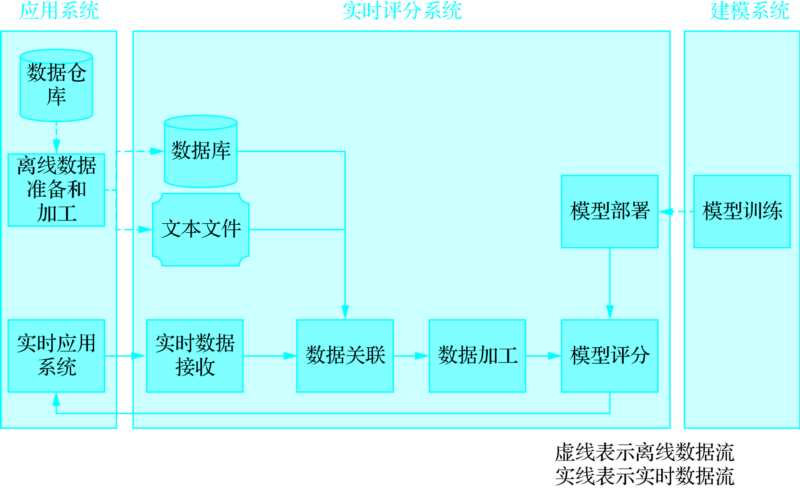 应用系统
实时评分系统
建模系统
数据仓
库
离线数据
准备和
加工
数据库
文本文件
模型部署
模型训练
实时应用
系统
实时数据
接收
数据关联
数据加工
模型评分
虚线表示离线数据流
实线表示实时数据流